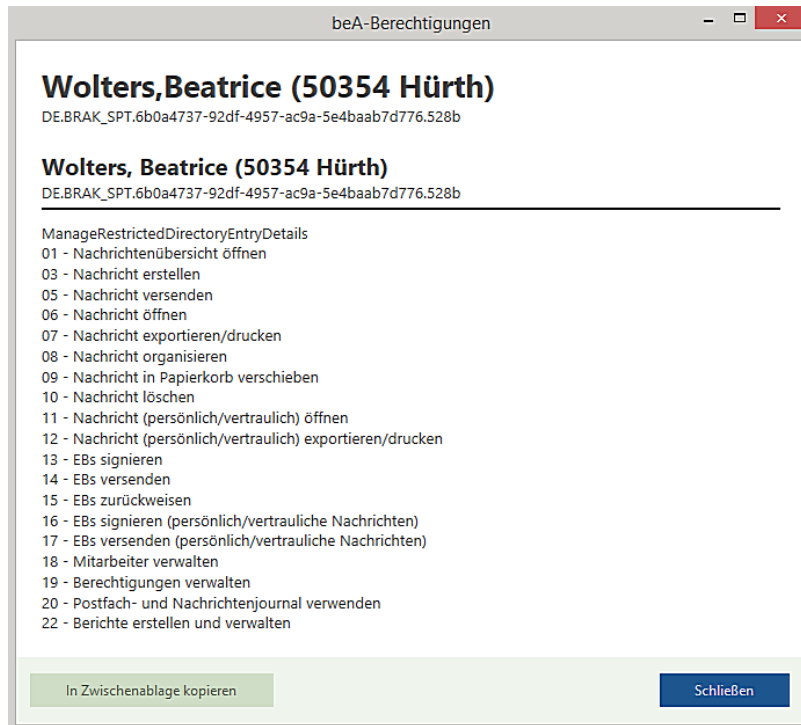 beA-Berechtigungen
Wolters,Beatrice (50354 Hürth)
DE.BRAK_SPT.6b0a4737-92df-4957-ac9a-5e4baab7d776.528b
Wolters, Beatrice (50354 Hürth)
DE.BRAK_SPT.6b0a4737-92df-4957-ac9a-5e4baab7d776.528b
ManageRestrictedDirectoryEntryDetails
01 - Nachrichtenübersicht öffnen
03 - Nachricht erstellen
05 - Nachricht versenden
06 - Nachricht öffnen
07 - Nachricht exportieren/drucken
08 - Nachricht organisieren
09 - Nachricht in Papierkorb verschieben
10 - Nachricht löschen
11 - Nachricht (persönlich/vertraulich) öffnen
12 - Nachricht (persönlich/vertraulich) exportieren/drucken
13 - EBs signieren
14 - EBs versenden
15 - EBs zurückweisen
16 - EBs signieren (persönlich/vertrauliche Nachrichten)
17 - EBs versenden (persönlich/vertrauliche Nachrichten)
18 - Mitarbeiter verwalten
19 - Berechtigungen verwalten
20 - Postfach- und Nachrichtenjournal verwenden
22 - Berichte erstellen und verwalten
In Zwischenablage kopieren
Schließen